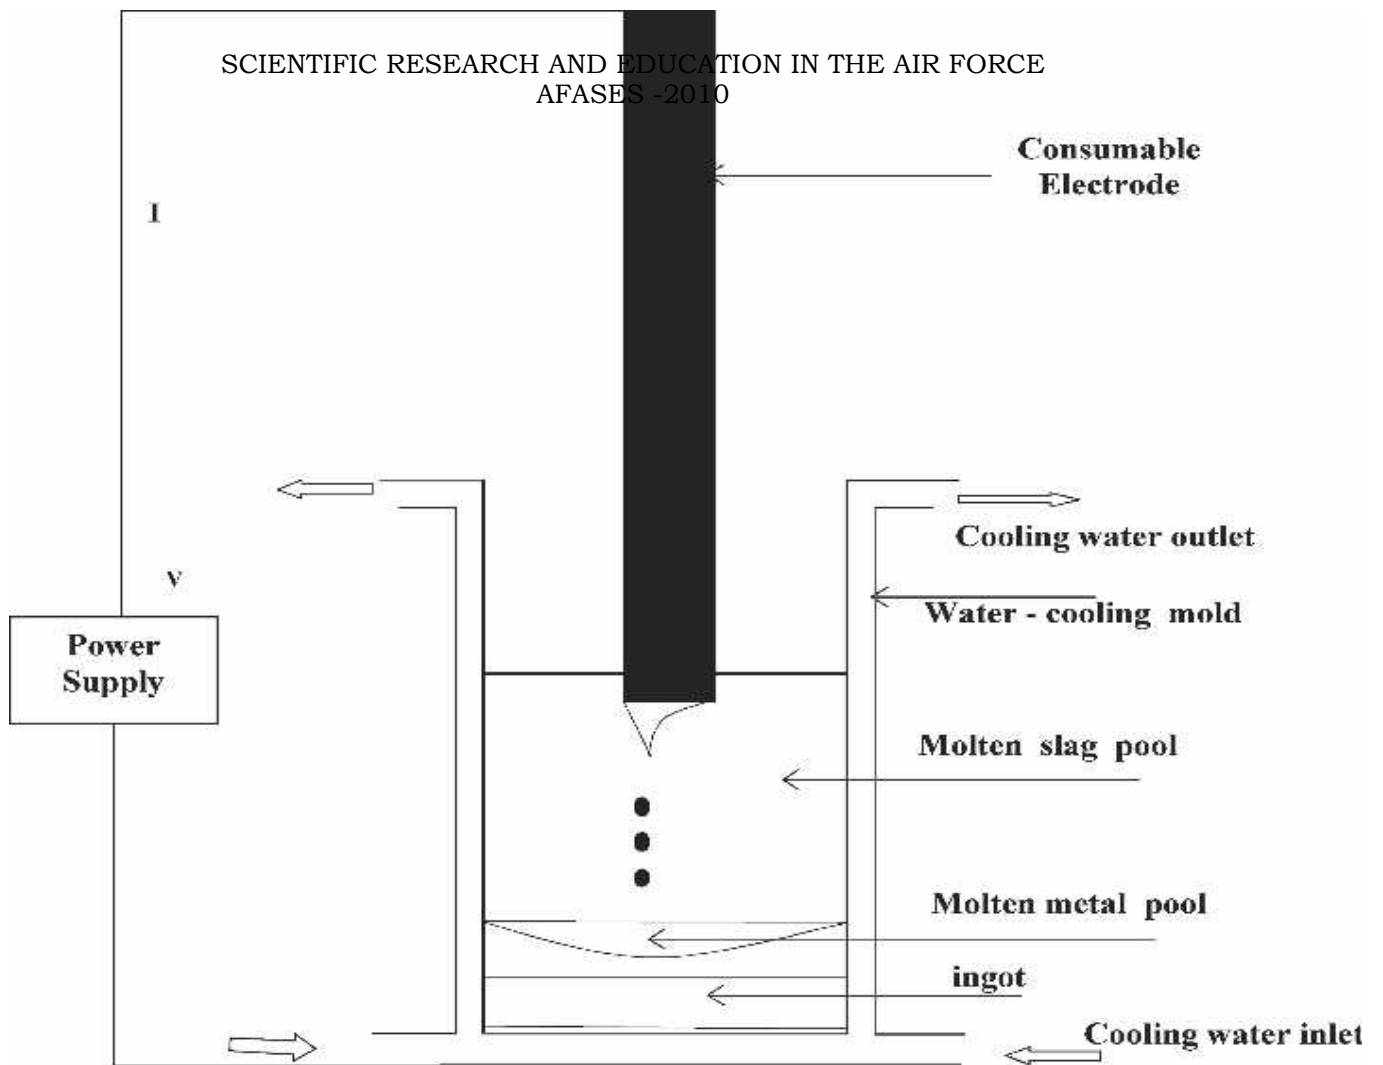 SCIENTIFIC RESEARCH AND EDUCATION IN THE AIR FORCE
AFASES -2010
Consumable
Electrode
I
Cooling water outlet
V
Water - cooling mold
Power
Supply
Molten slag pool
Molten metal pool
ingot
Cooling water inlet